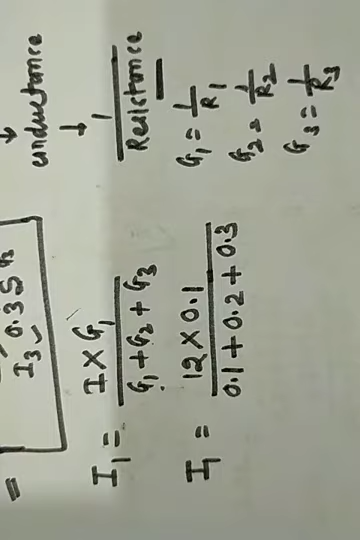 =
I3 0.35
↓
conductance
↓
1
Resistance
I1 = I × G1 / G1 + G2 + G3
G1 = 1/R1
G2 = 1/R2
G3 = 1/R3
I1 = 12 × 0.1 / 0.1 + 0.2 + 0.3